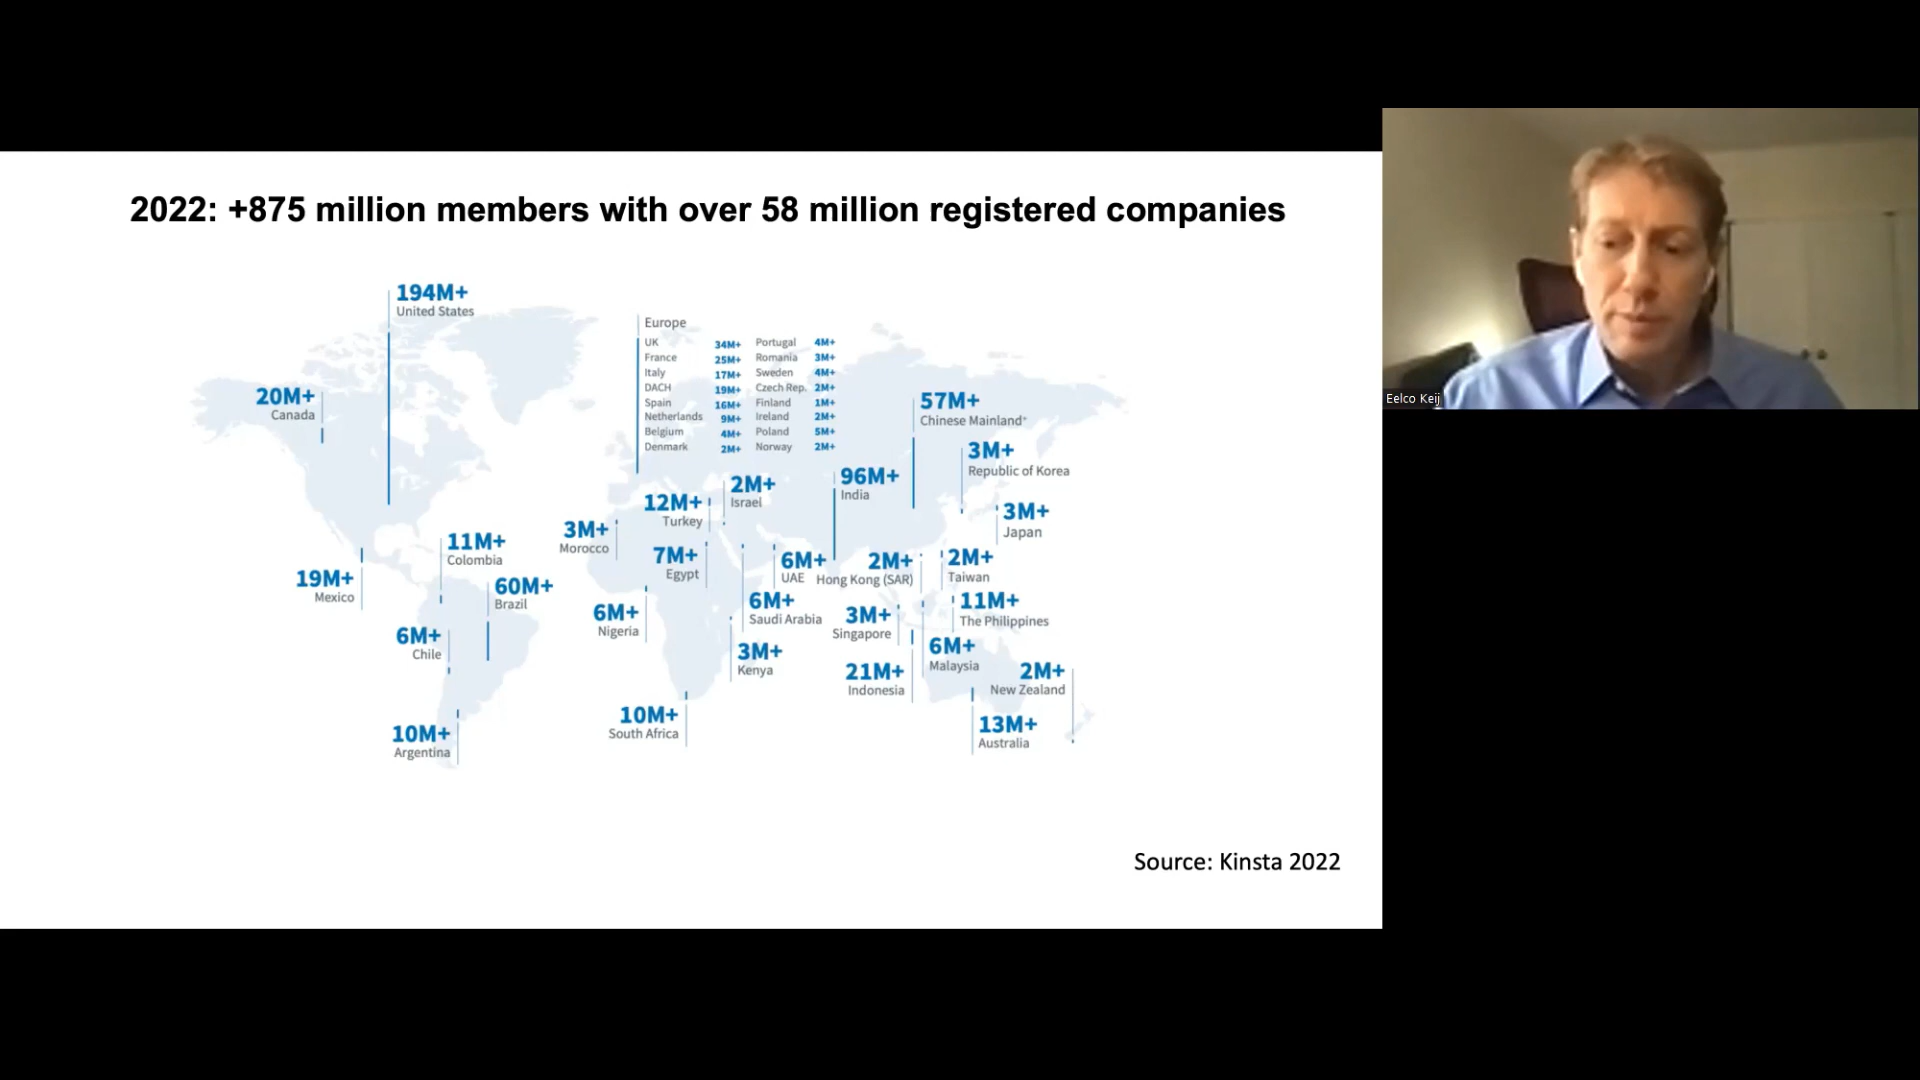 2022: +875 million members with over 58 million registered companies
194M+
United States
20M+
Canada
Europe
UK 34M+ Portugal 4M+
France 25M+ Romania 3M+
Italy 17M+ Sweden 4M+
DACH 19M+ Czech Rep. 2M+
Spain 16M+ Finland 1M+
Netherlands 9M+ Ireland 2M+
Belgium 4M+ Poland 5M+
Denmark 2M+ Norway 2M+
57M+
Chinese Mainland*
3M+
Republic of Korea
96M+
India
2M+
Israel
12M+
Turkey
3M+
Japan
3M+
Morocco
11M+
Colombia
7M+
Egypt
6M+
UAE
2M+
Hong Kong (SAR)
2M+
Taiwan
19M+
Mexico
60M+
Brazil
6M+
Nigeria
6M+
Saudi Arabia
3M+
Singapore
11M+
The Philippines
6M+
Chile
3M+
Kenya
21M+
Indonesia
6M+
Malaysia
2M+
New Zealand
10M+
Argentina
10M+
South Africa
13M+
Australia
Source: Kinsta 2022
Eelco Keij